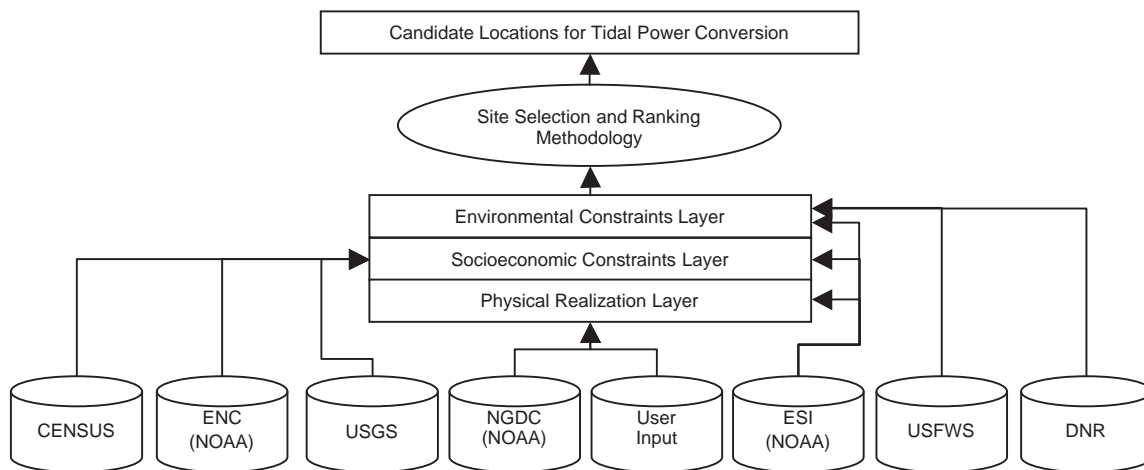 Candidate Locations for Tidal Power Conversion
Site Selection and Ranking
Methodology
Environmental Constraints Layer
Socioeconomic Constraints Layer
Physical Realization Layer
CENSUS
ENC
(NOAA)
USGS
NGDC
(NOAA)
User
Input
ESI
(NOAA)
USFWS
DNR